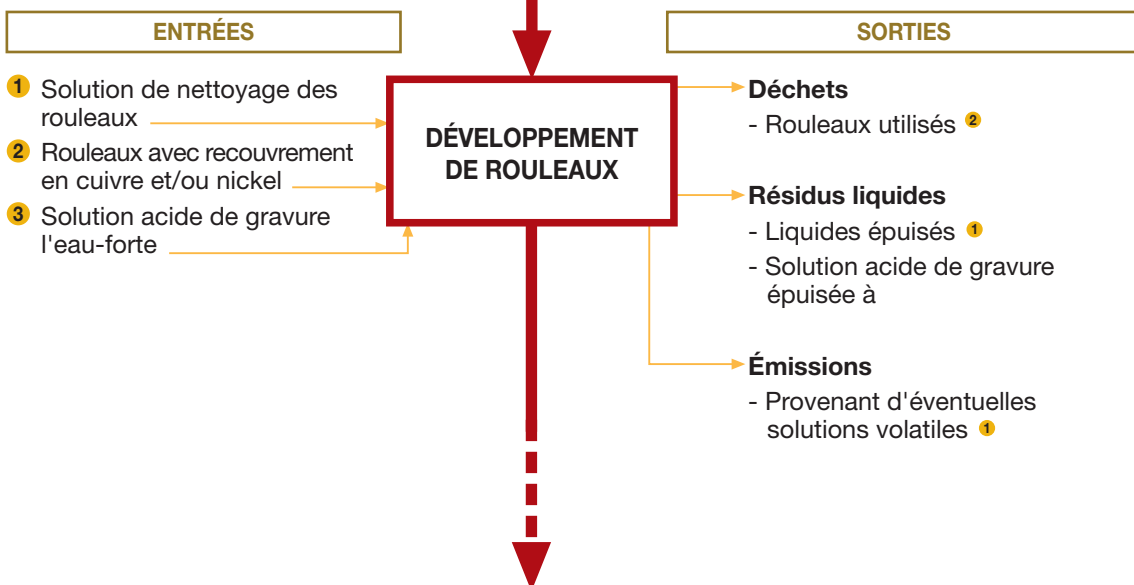 ENTRÉES
1 Solution de nettoyage des
rouleaux
2 Rouleaux avec recouvrement
en cuivre et/ou nickel
3 Solution acide de gravure
l'eau-forte
DÉVELOPPEMENT
DE ROULEAUX
SORTIES
Déchets
- Rouleaux utilisés 2
Résidus liquides
- Liquides épuisés 1
- Solution acide de gravure
épuisée à
Émissions
- Provenant d'éventuelles
solutions volatiles 1